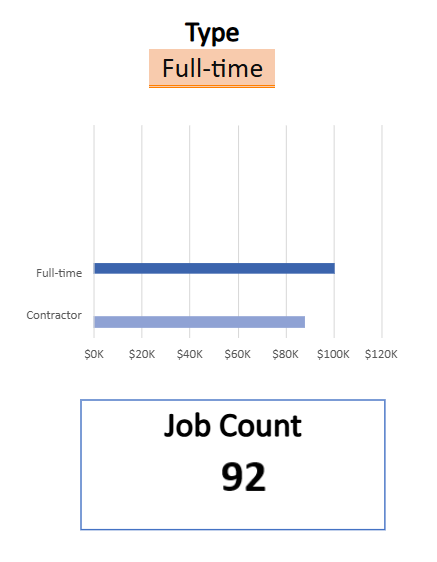 Type
Full-time
Full-time
Contractor
$0K $20K $40K $60K $80K $100K $120K
Job Count
92